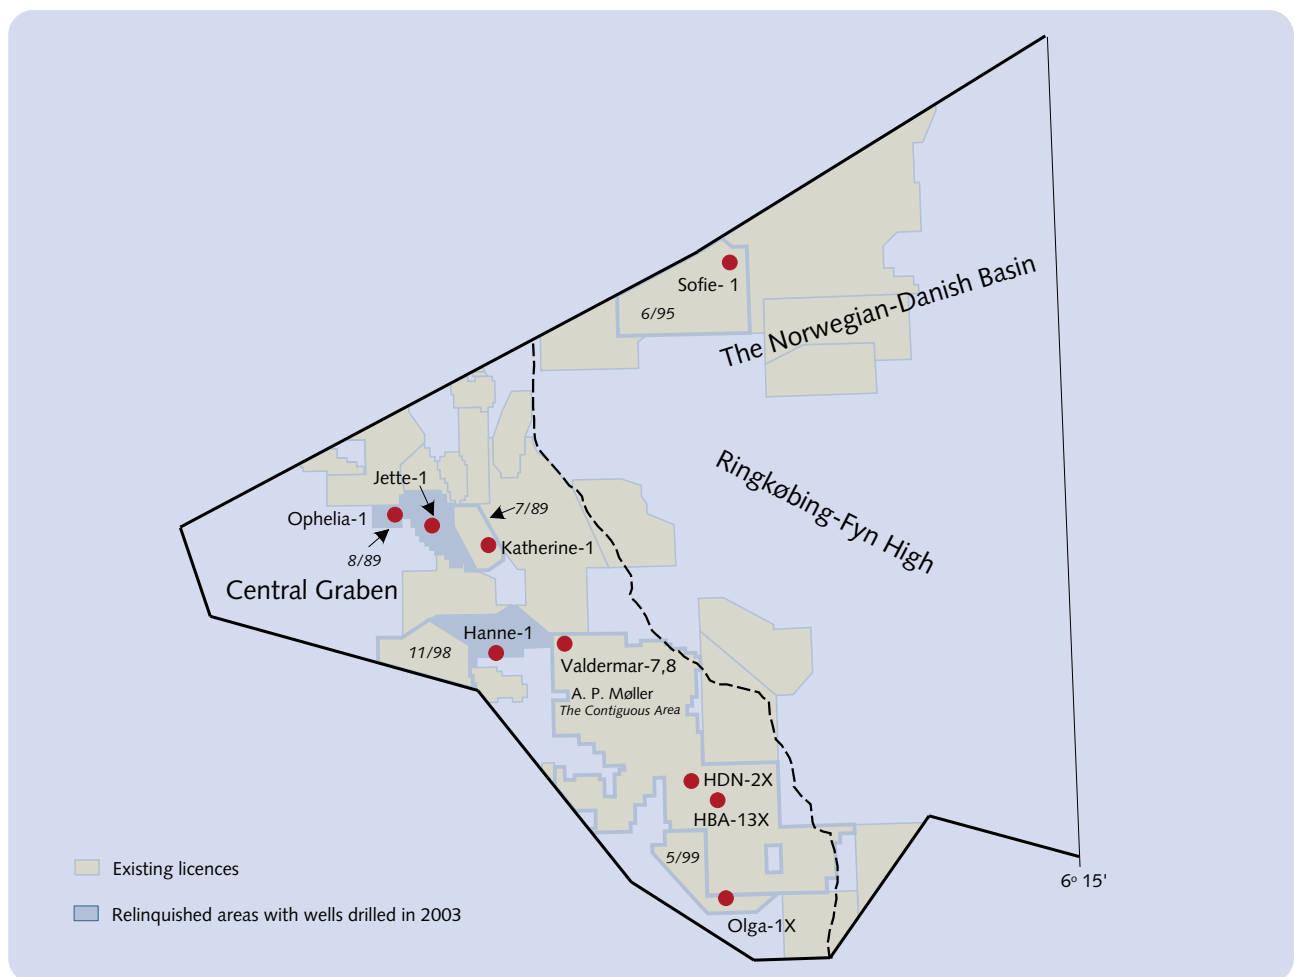 Sofie- 1
6/95
The Norwegian-Danish Basin
Ringkøbing-Fyn High
Jette-1
7/89
Ophelia-1
8/89
Katherine-1
Central Graben
Hanne-1
11/98
Valdermar-7,8
A. P. Møller
The Contiguous Area
HDN-2X
HBA-13X
5/99
Olga-1X
6º 15'
Existing licences
Relinquished areas with wells drilled in 2003